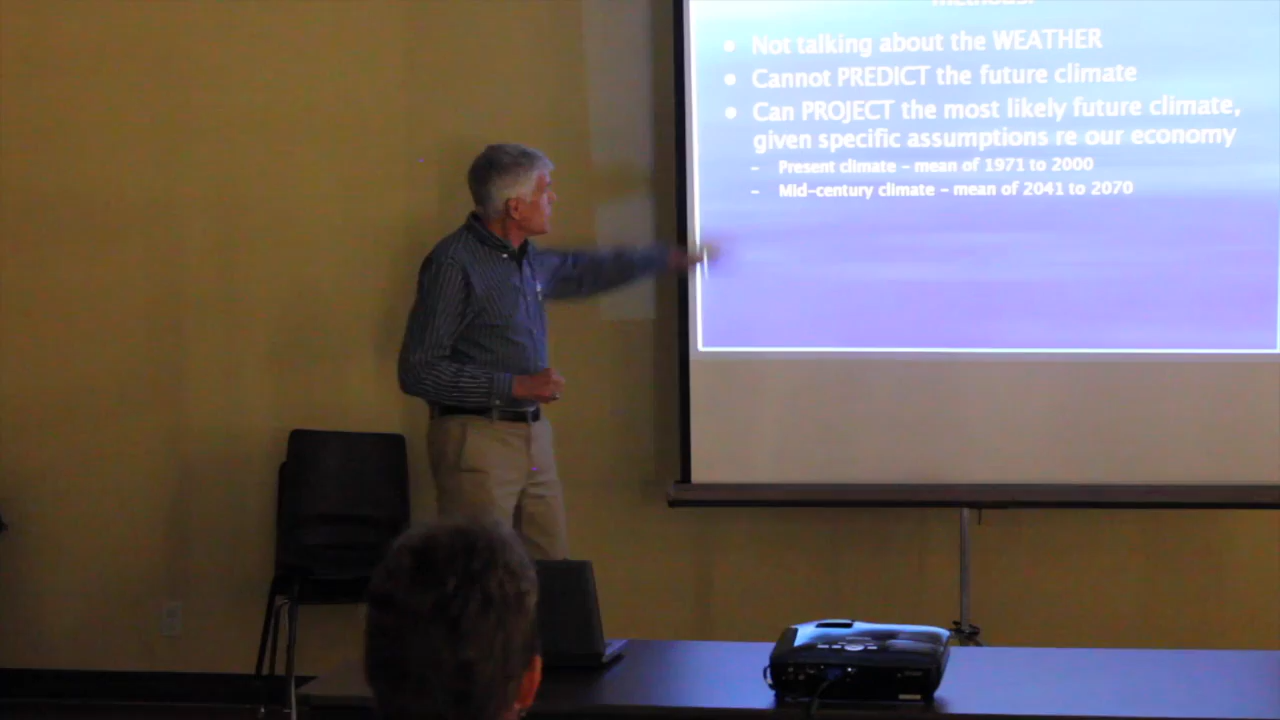 methods:
• Not talking about the WEATHER
• Cannot PREDICT the future climate
• Can PROJECT the most likely future climate,
given specific assumptions re our economy
– Present climate – mean of 1971 to 2000
– Mid-century climate – mean of 2041 to 2070